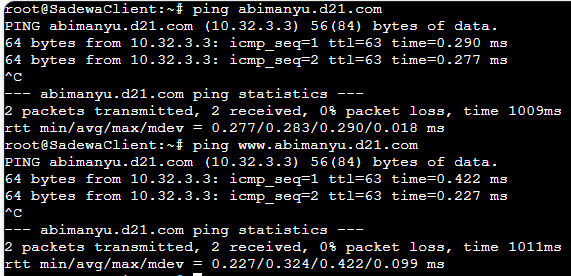 root@SadewaClient:~# ping abimanyu.d21.com
PING abimanyu.d21.com (10.32.3.3) 56(84) bytes of data.
64 bytes from 10.32.3.3: icmp_seq=1 ttl=63 time=0.290 ms
64 bytes from 10.32.3.3: icmp_seq=2 ttl=63 time=0.277 ms
^C
--- abimanyu.d21.com ping statistics ---
2 packets transmitted, 2 received, 0% packet loss, time 1009ms
rtt min/avg/max/mdev = 0.277/0.283/0.290/0.018 ms
root@SadewaClient:~# ping www.abimanyu.d21.com
PING abimanyu.d21.com (10.32.3.3) 56(84) bytes of data.
64 bytes from 10.32.3.3: icmp_seq=1 ttl=63 time=0.422 ms
64 bytes from 10.32.3.3: icmp_seq=2 ttl=63 time=0.227 ms
^C
--- abimanyu.d21.com ping statistics ---
2 packets transmitted, 2 received, 0% packet loss, time 1011ms
rtt min/avg/max/mdev = 0.227/0.324/0.422/0.099 ms